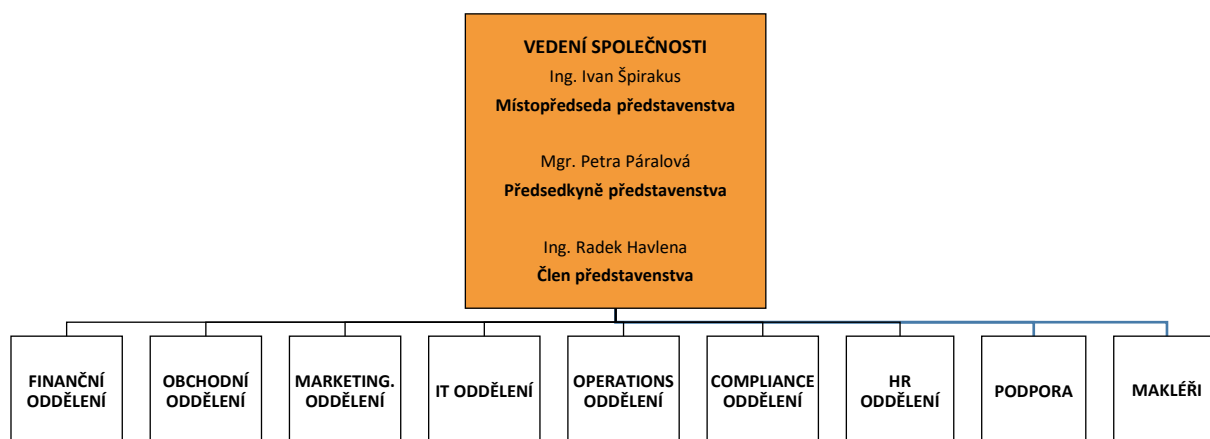 VEDENÍ SPOLEČNOSTI
Ing. Ivan Špirakus
Místopředseda představenstva
Mgr. Petra Páralová
Předsedkyně představenstva
Ing. Radek Havlena
Člen představenstva
FINANČNÍ
ODDĚLENÍ
OBCHODNÍ
ODDĚLENÍ
MARKETING.
ODDĚLENÍ
IT ODDĚLENÍ
OPERATIONS
ODDĚLENÍ
COMPLIANCE
ODDĚLENÍ
HR
ODDĚLENÍ
PODPORA
MAKLÉŘI